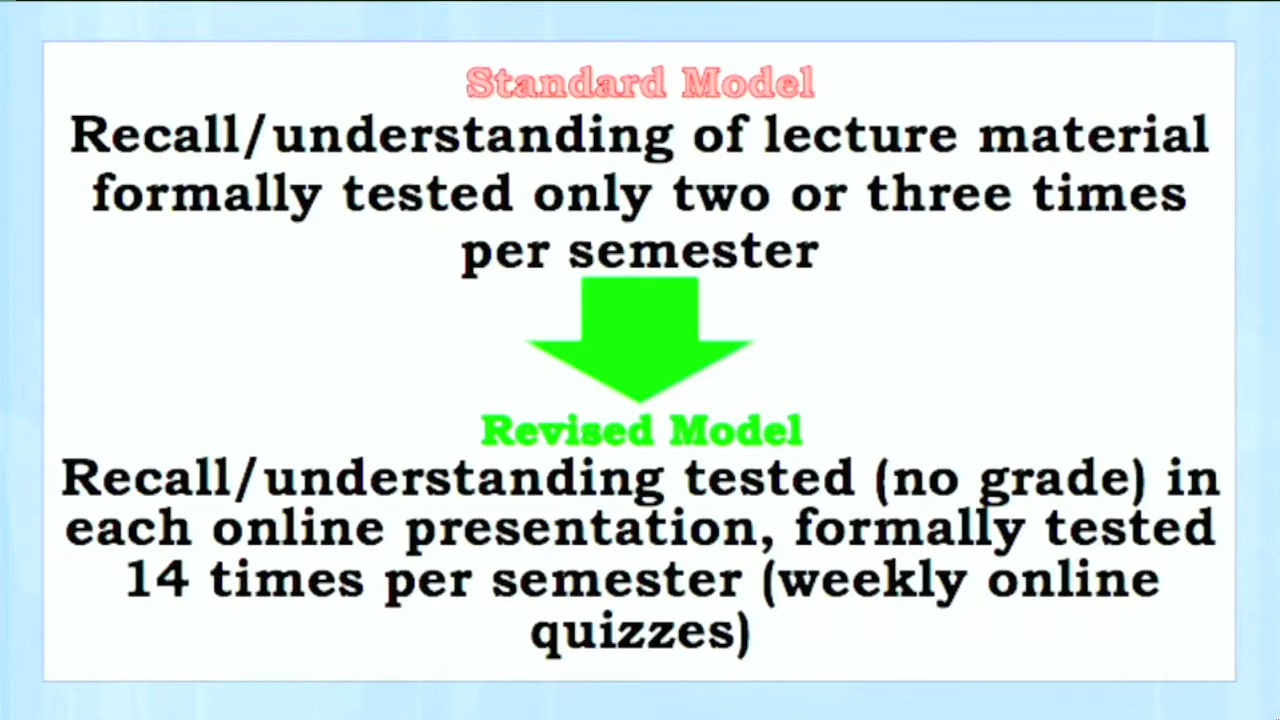 Standard Model
Recall/understanding of lecture material
formally tested only two or three times
per semester
Revised Model
Recall/understanding tested (no grade) in
each online presentation, formally tested
14 times per semester (weekly online
quizzes)